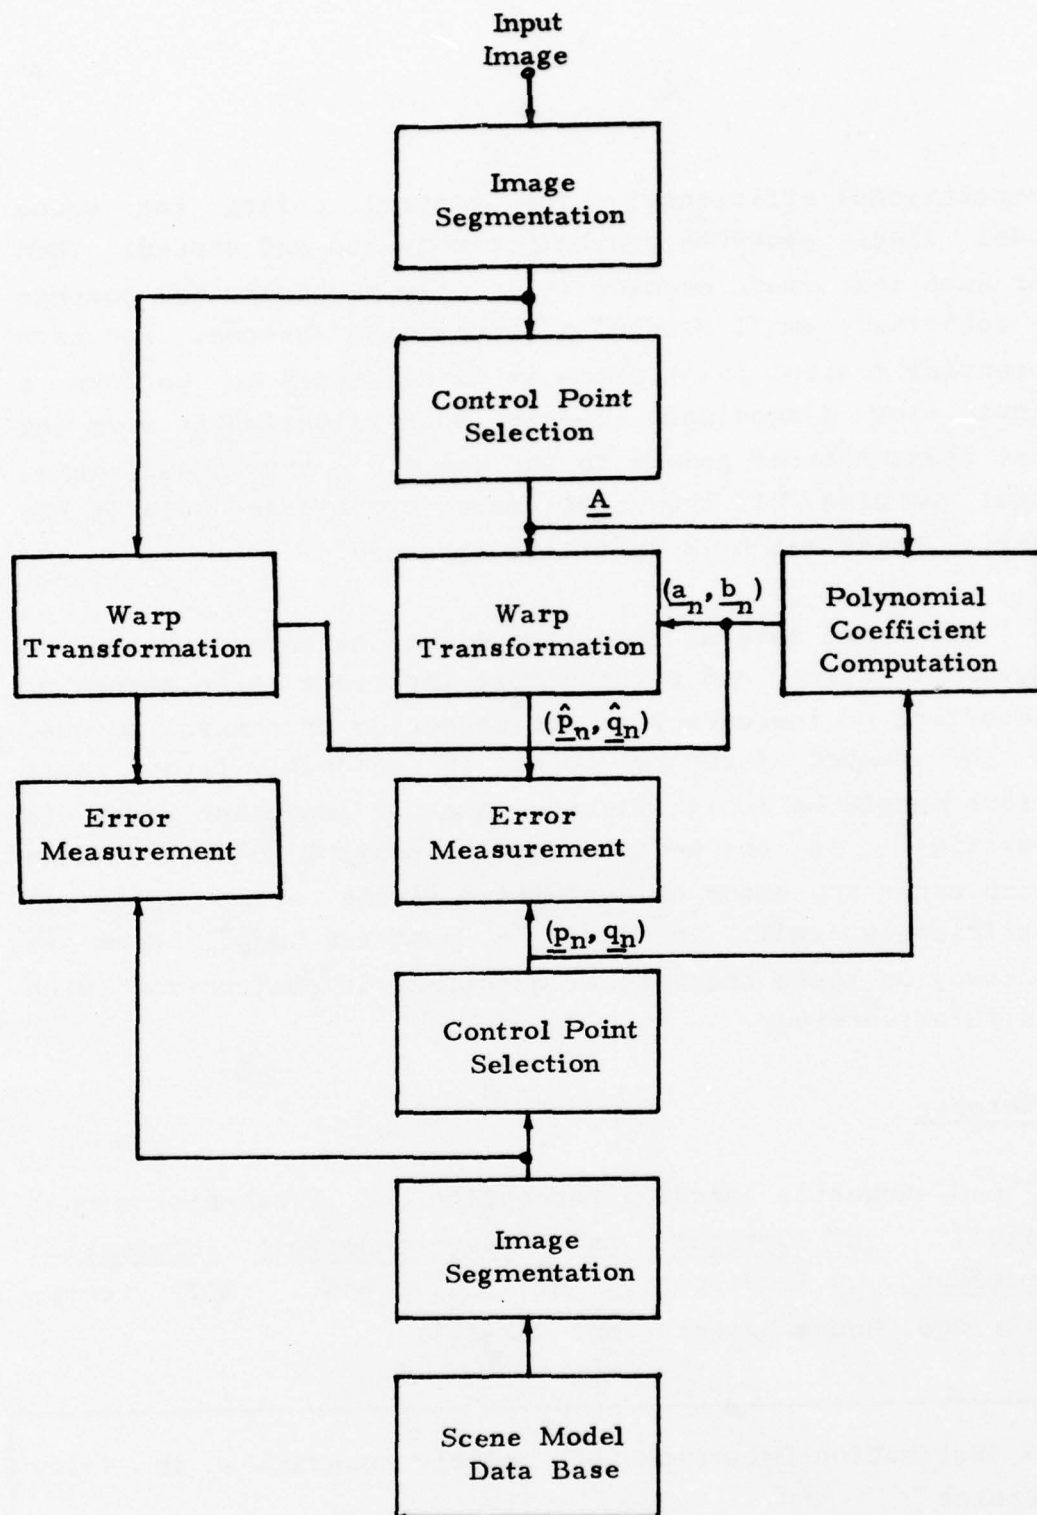 Input
Image
Image
Segmentation
Control Point
Selection
A
Warp
Transformation
Warp
Transformation
(a_n, b_n)
Polynomial
Coefficient
Computation
(p̂_n, q̂_n)
Error
Measurement
Error
Measurement
(p_n, q_n)
Control Point
Selection
Image
Segmentation
Scene Model
Data Base